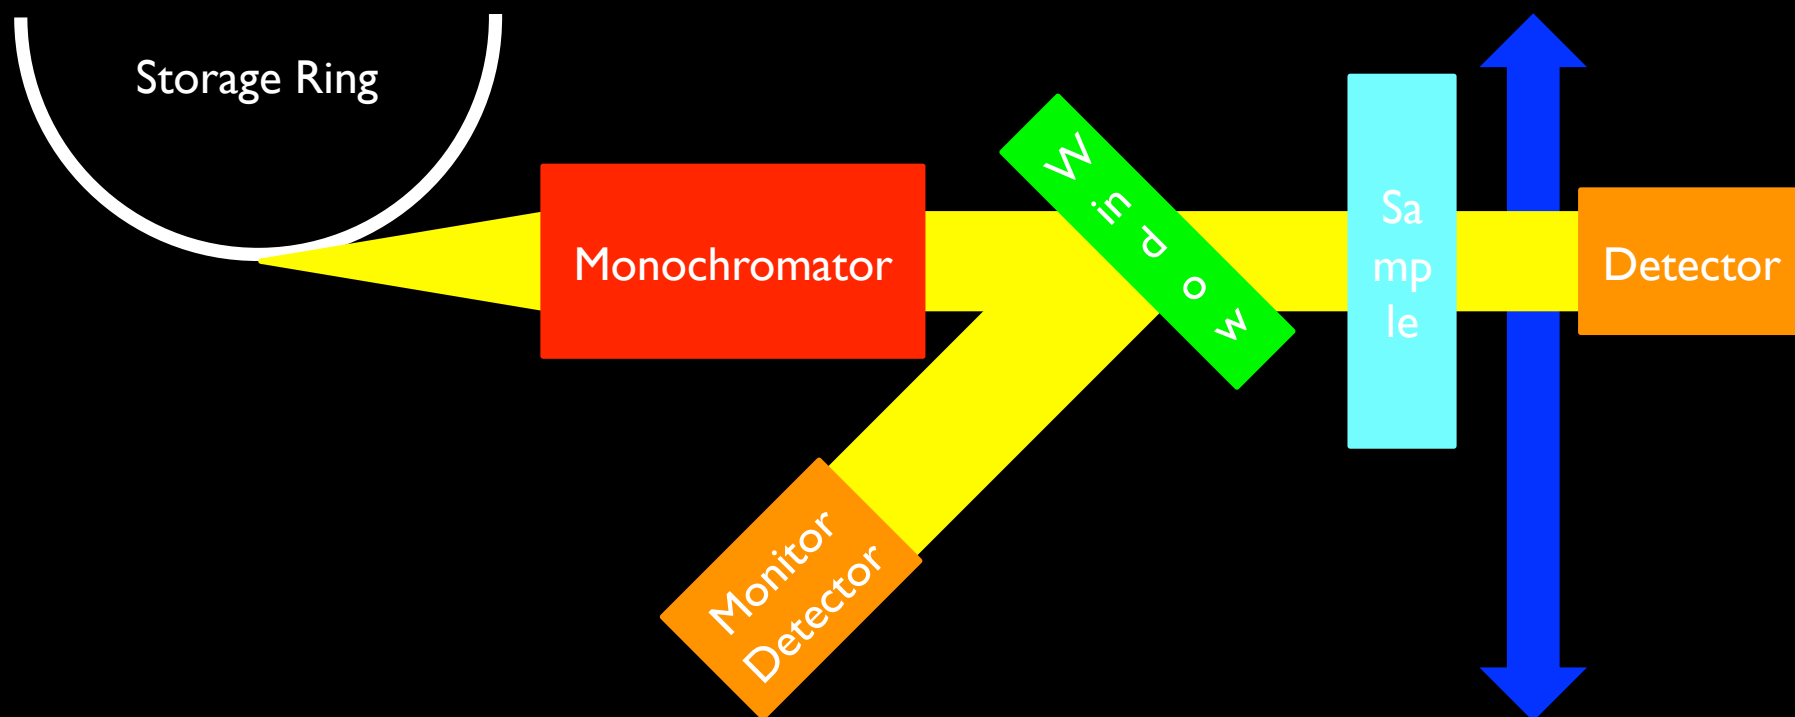 Storage Ring
Monochromator
W
in
d
o
w
Sa
mp
le
Detector
Monitor
Detector